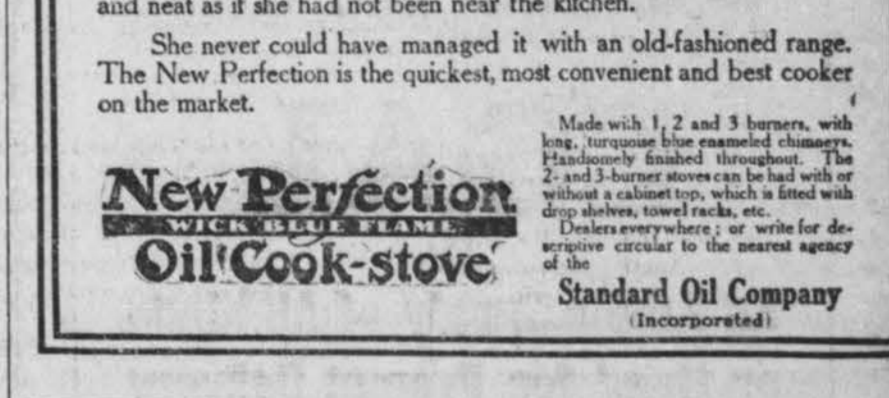 and neat as if she had not been near the kitchen.
She never could have managed it with an old-fashioned range.
The New Perfection is the quickest, most convenient and best cooker
on the market.
New Perfection
WICK BLUE FLAME
Oil Cook-stove
Made with 1, 2 and 3 burners, with
long, turquoise blue enameled chimneys.
Handsomely finished throughout. The
2- and 3-burner stoves can be had with or
without a cabinet top, which is fitted with
drop shelves, towel racks, etc.
Dealers everywhere; or write for de-
scriptive circular to the nearest agency
of the
Standard Oil Company
(Incorporated)